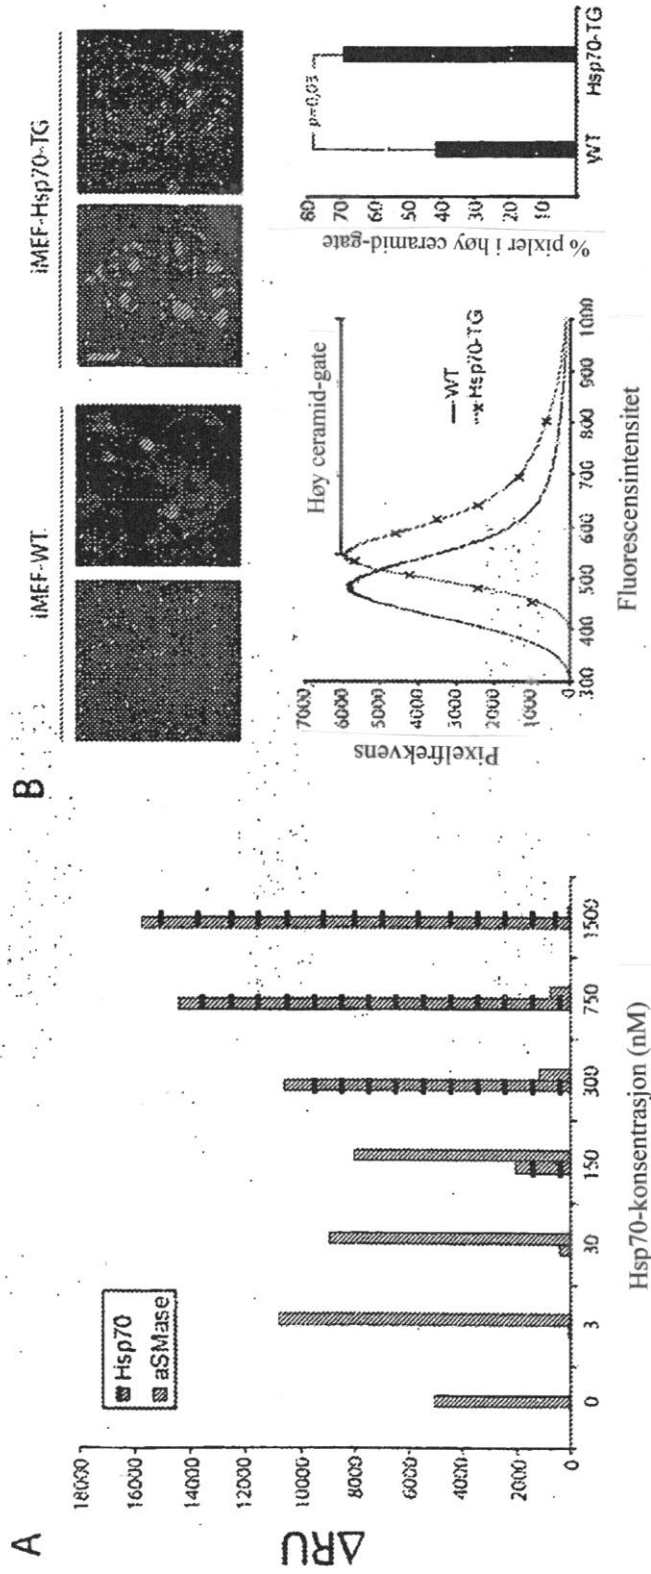 A
ΔRU
18000
16000
14000
12000
10000
8000
6000
4000
2000
0
Hsp70
aSMase
0 3 30 150 300 750 1500
Hsp70-konsentrasjon (nM)
B
iMEF-WT
iMEF-Hsp70-TG
Pixelfrekvens
7000
6000
5000
4000
3000
2000
1000
0
Høy ceramid-gate
WT
Hsp70-TG
300 400 500 600 700 800 900 1000
Fluorescensintensitet
% pixler i høy ceramid-gate
80
70
60
50
40
30
20
10
p=0,03
WT Hsp70-TG